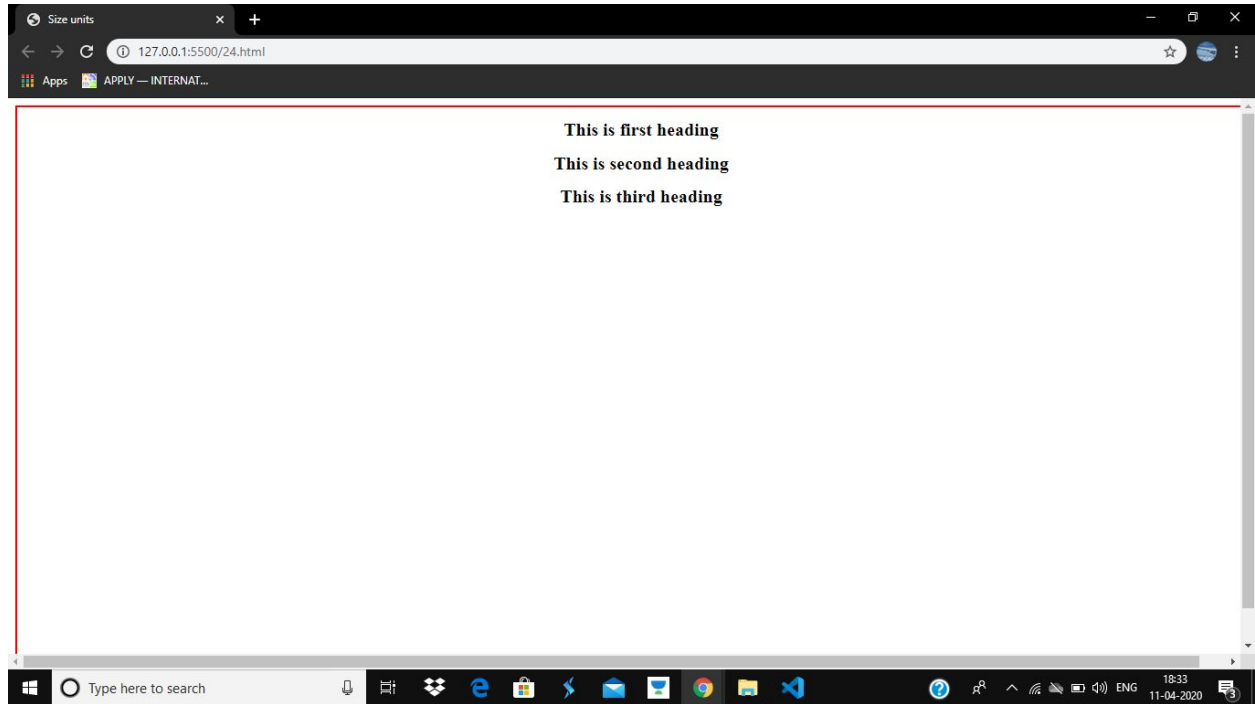 Size units
127.0.0.1:5500/24.html
Apps
APPLY — INTERNAT...
This is first heading
This is second heading
This is third heading
Type here to search
ENG
18:33
11-04-2020
3